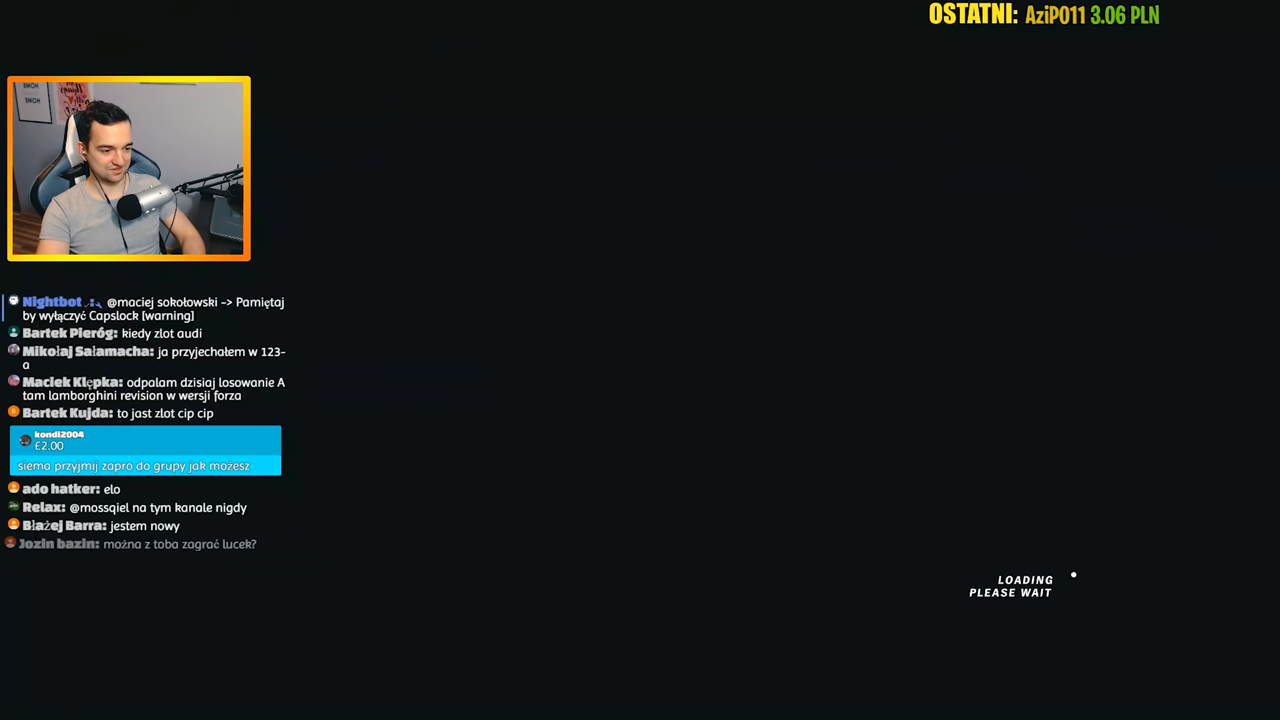 OSTATNI: AziP011 3.06 PLN
SMOH
SMOH
Nightbot @maciej sokołowski -> Pamiętaj
by wyłączyć Capslock [warning]
Bartek Pieróg: kiedy zlot audi
Mikołaj Sałamacha: ja przyjechałem w 123-
a
Maciek Klępka: odpalam dzisiaj losowanie A
tam lamborghini revision w wersji forza
Bartek Kujda: to jast zlot cip cip
kondi2004
£2.00
siema przyjmij zapro do grupy jak możesz
ado hatker: elo
Relax: @mossqiel na tym kanale nigdy
Błażej Barra: jestem nowy
Jozin bazin: można z toba zagrać lucek?
LOADING
PLEASE WAIT